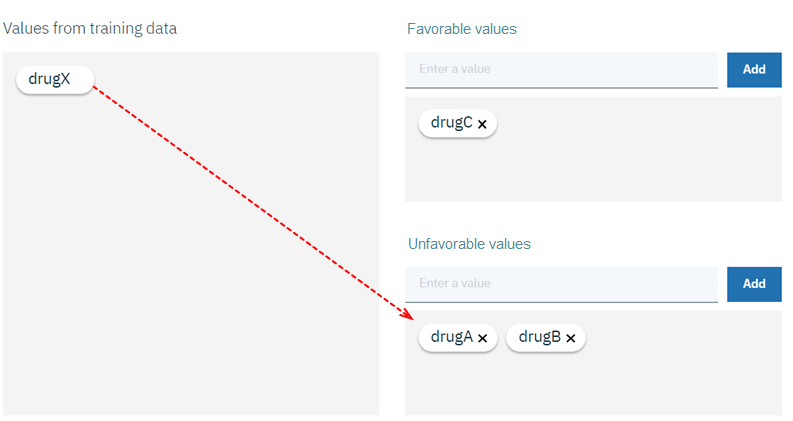 Values from training data
drugX
Favorable values
Enter a value
Add
drugC ×
Unfavorable values
Enter a value
Add
drugA × drugB ×